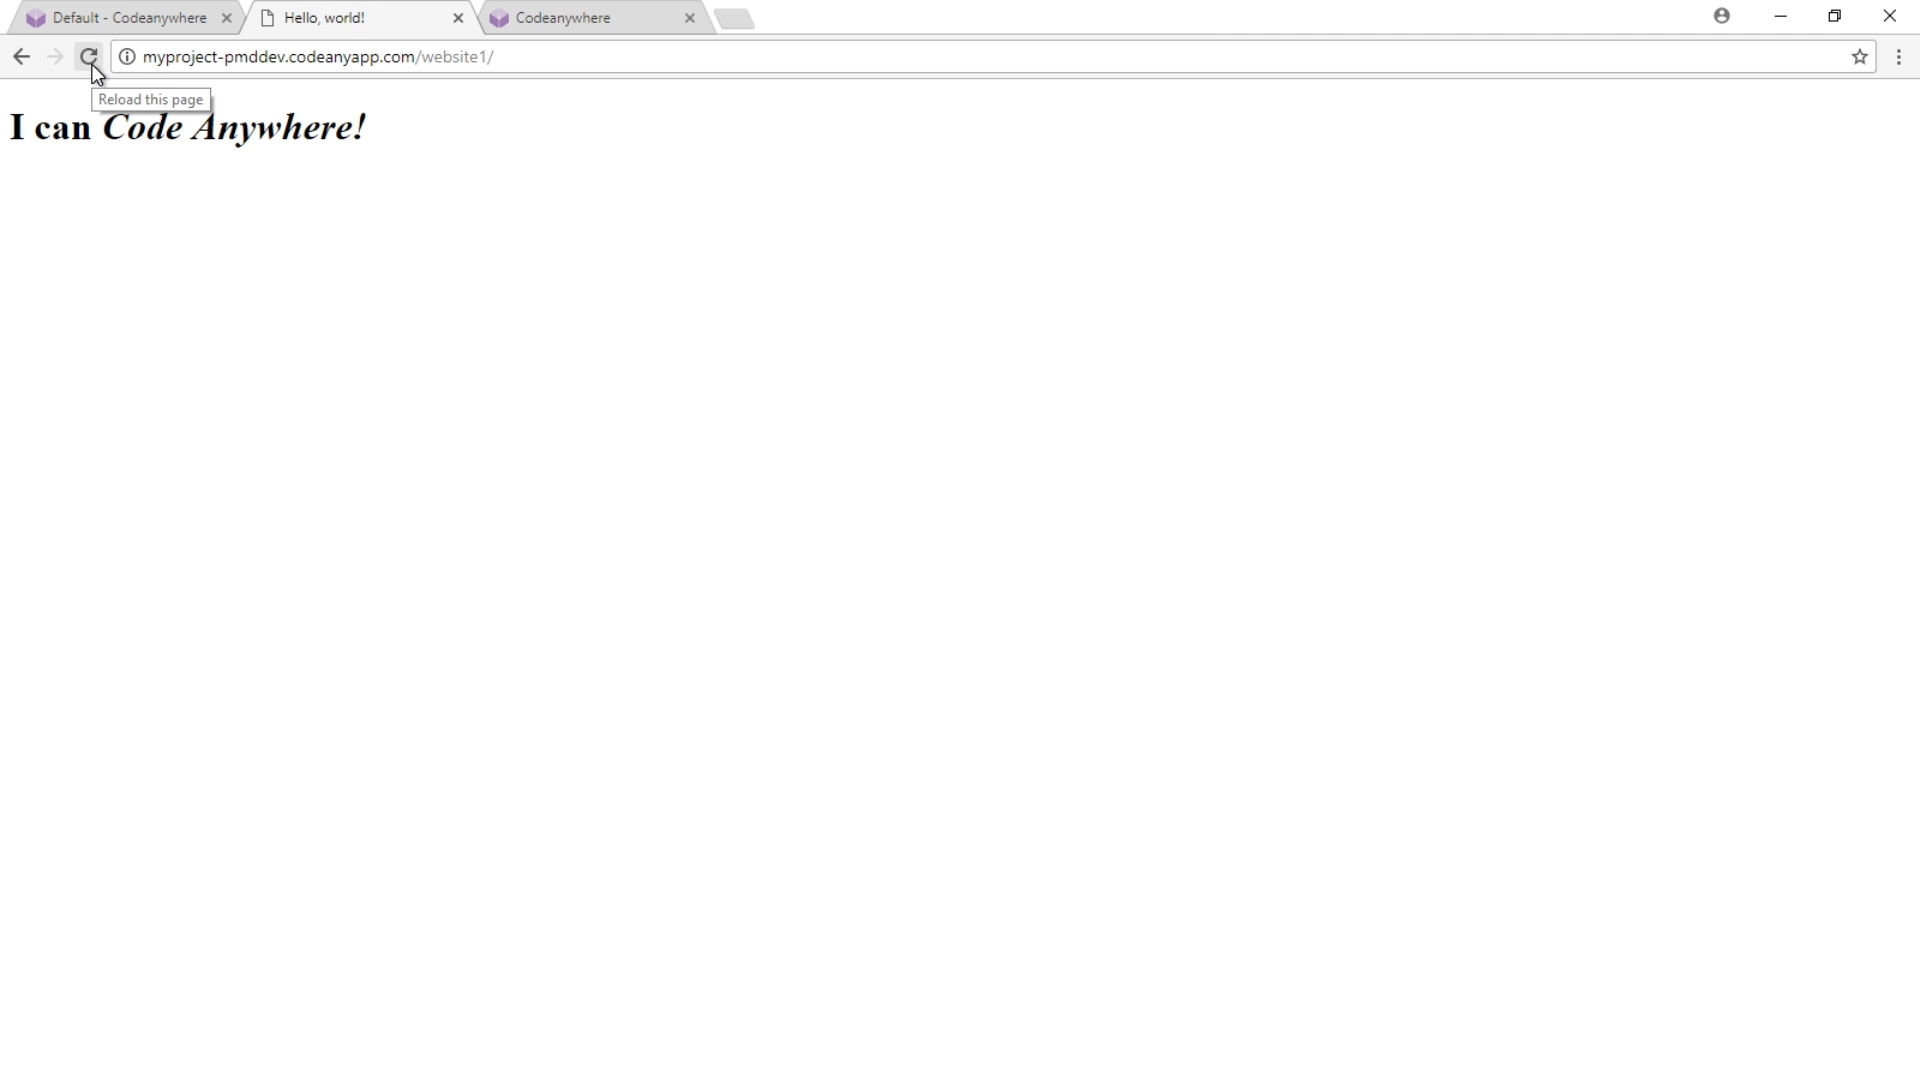 Default - Codeanywhere
Hello, world!
Codeanywhere
myproject-pmddev.codeanyapp.com/website1/
Reload this page
I can Code Anywhere!